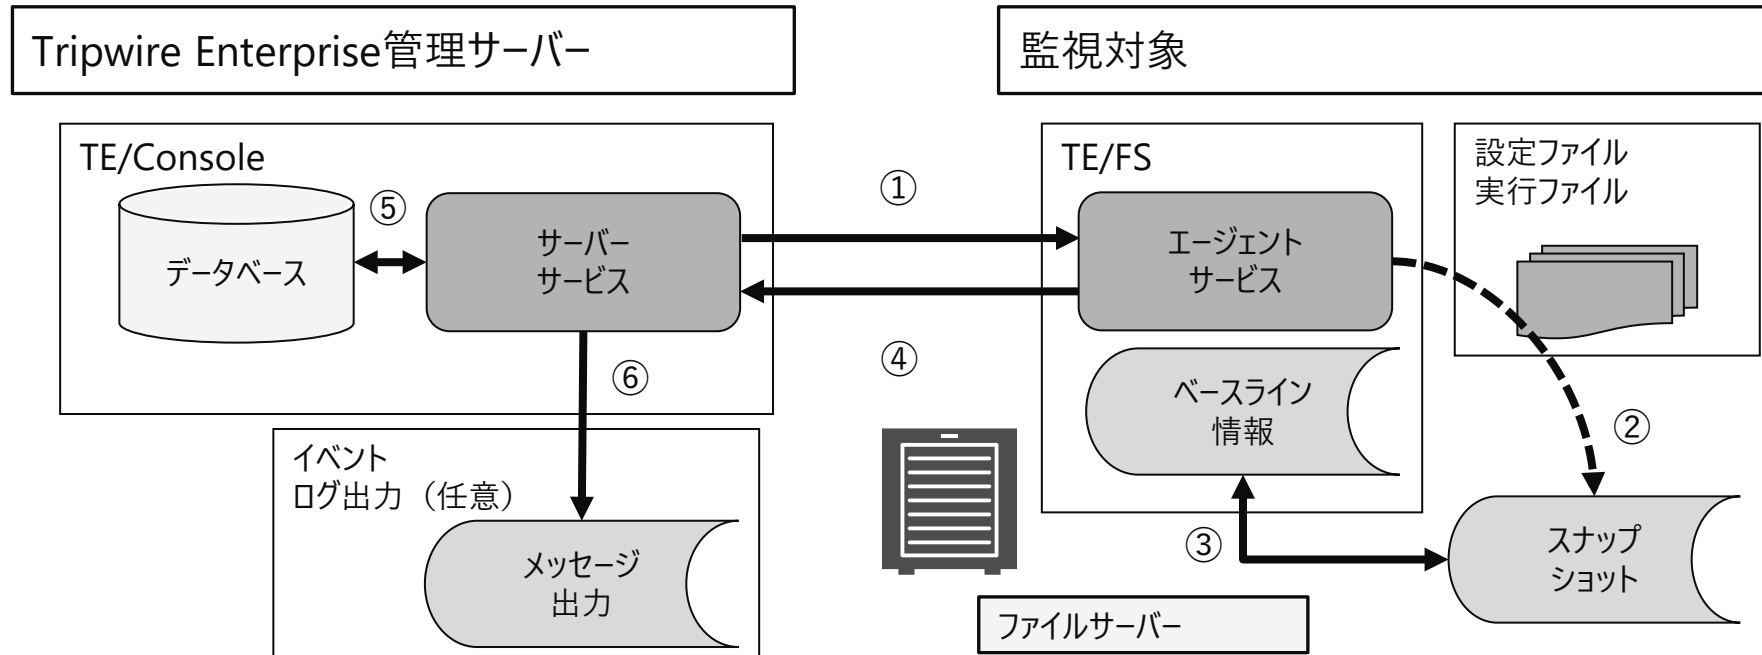 Tripwire Enterprise管理サーバー
監視対象
TE/Console
データベース
⑤
サーバー
サービス
⑥
イベント
ログ出力（任意）
メッセージ
出力
①
④
TE/FS
エージェント
サービス
ベースライン
情報
設定ファイル
実行ファイル
②
③
スナップ
ショット
ファイルサーバー